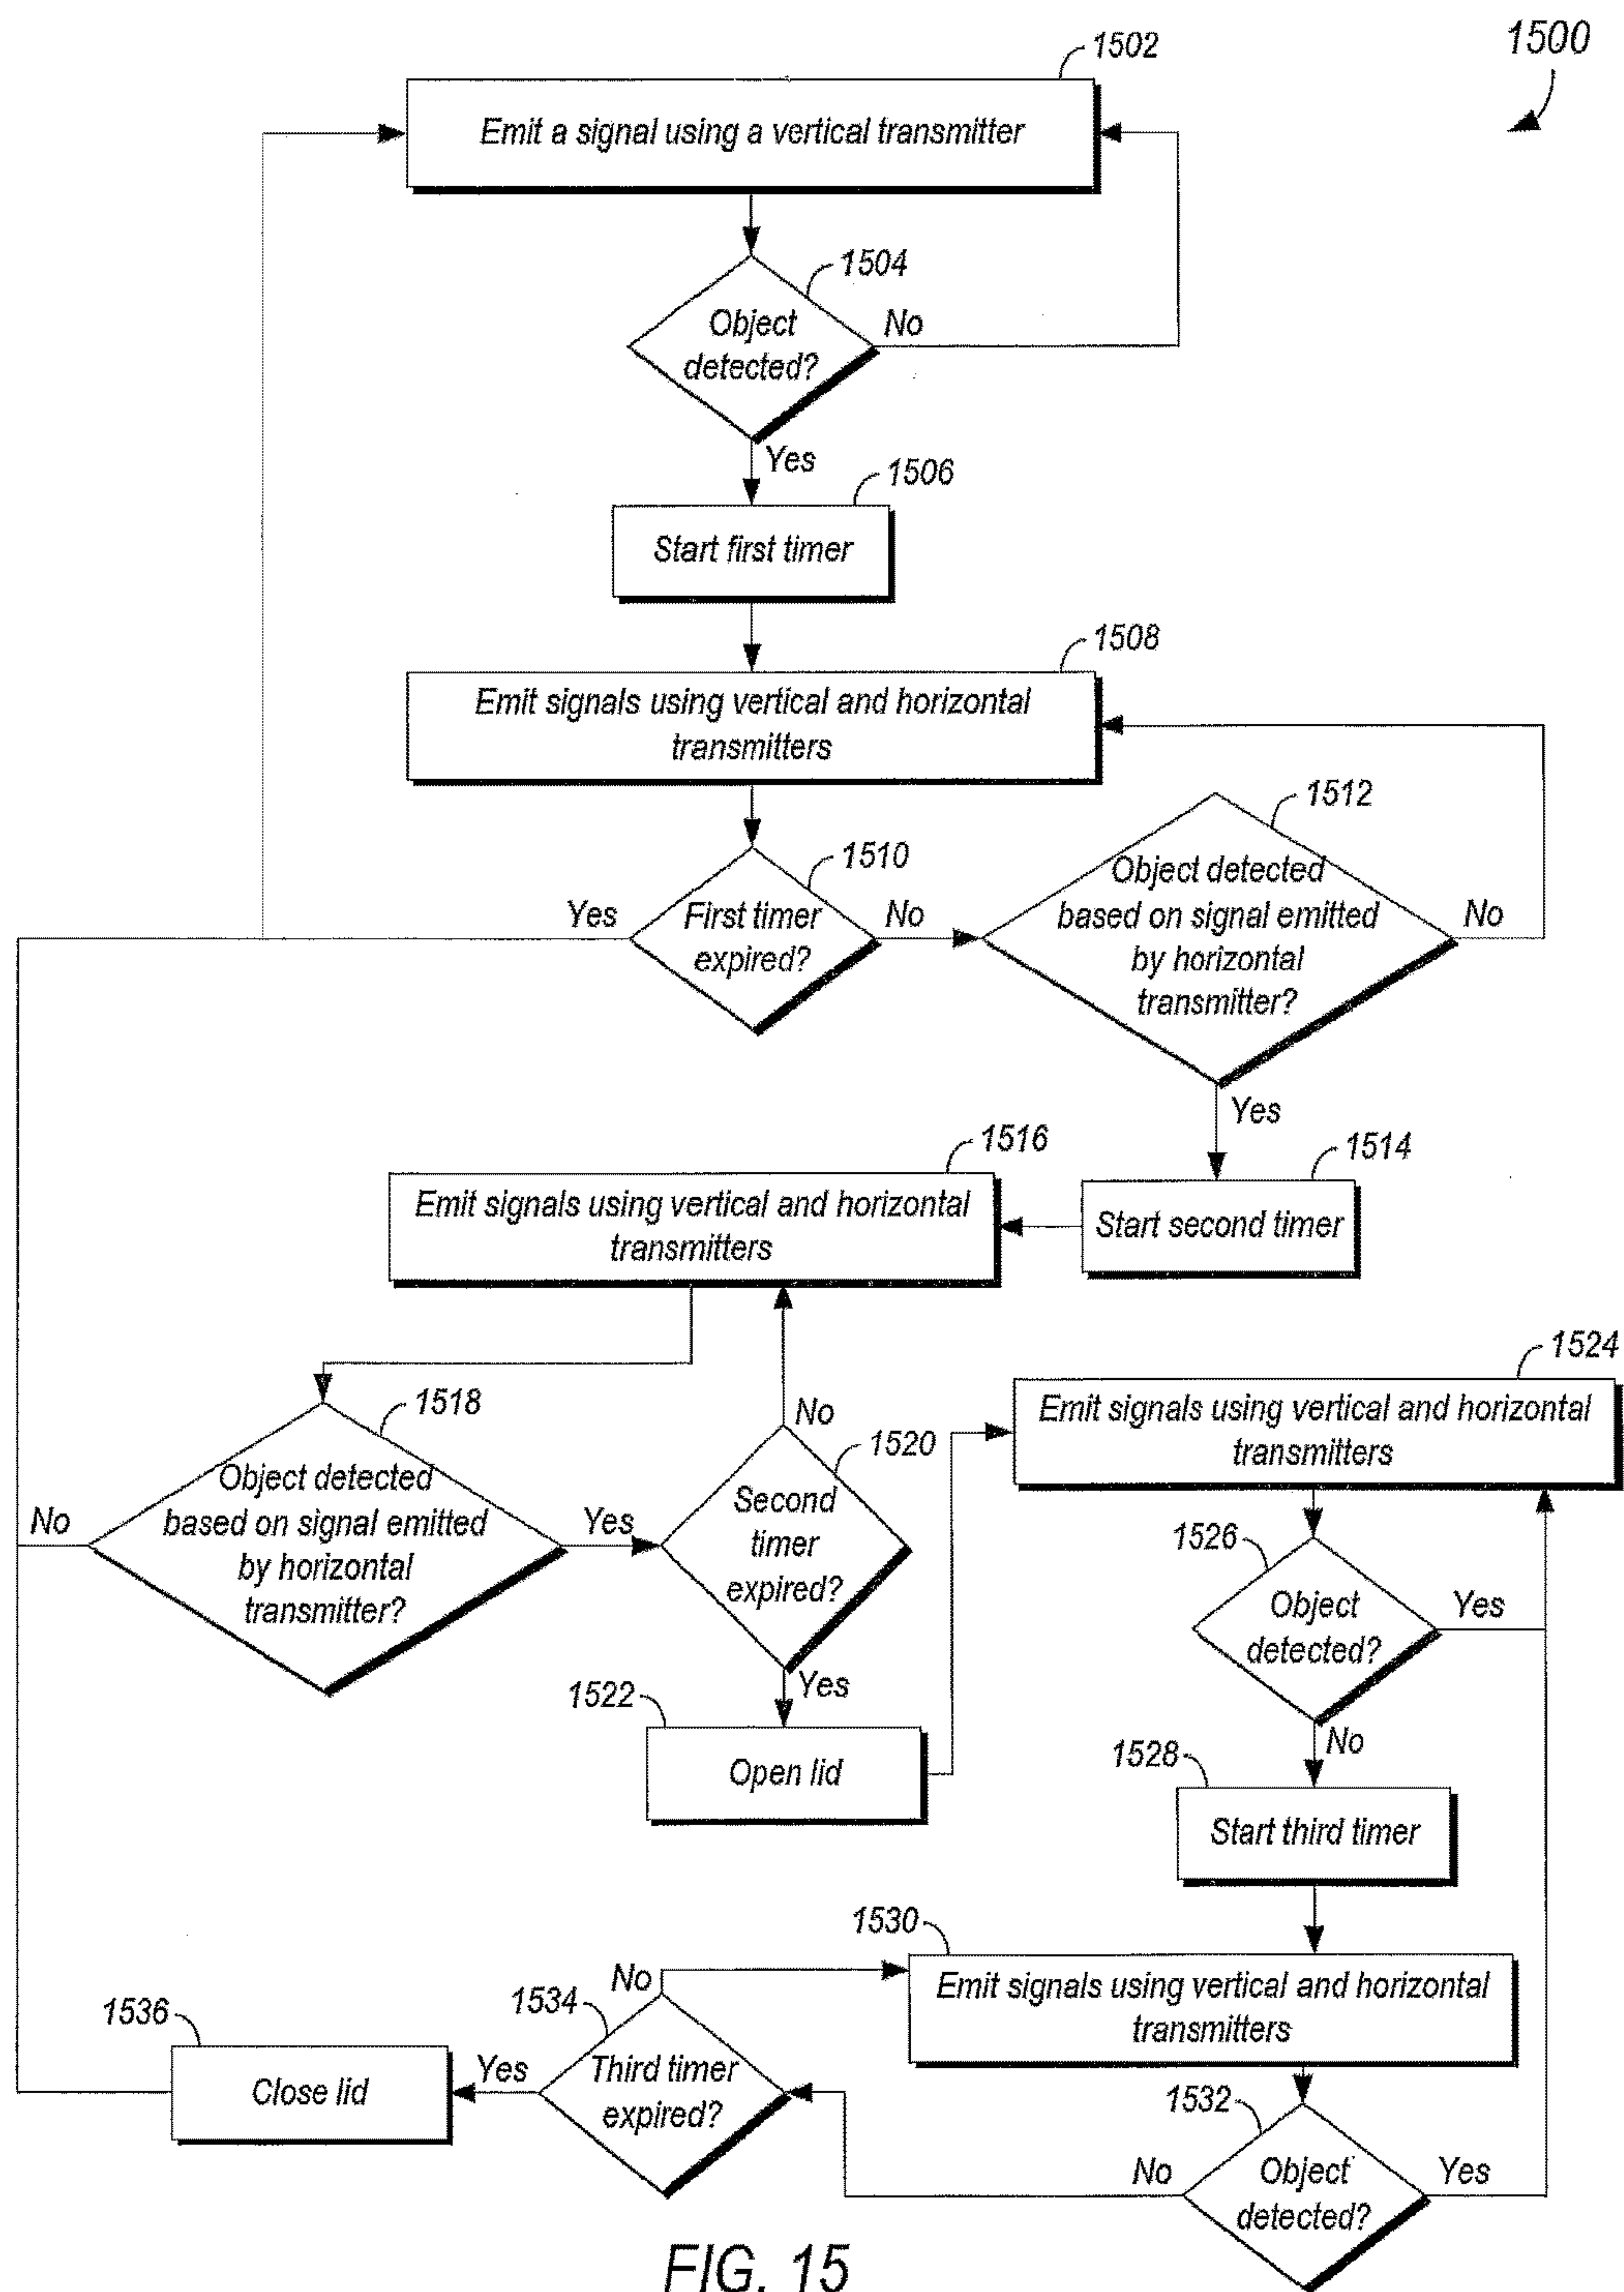 1500
1502
Emit a signal using a vertical transmitter
1504
Object
detected?
No
Yes
1506
Start first timer
1508
Emit signals using vertical and horizontal
transmitters
1510
First timer
expired?
Yes
No
1512
Object detected
based on signal emitted
by horizontal
transmitter?
No
Yes
1514
Start second timer
1516
Emit signals using vertical and horizontal
transmitters
1518
Object detected
based on signal emitted
by horizontal
transmitter?
No
Yes
1520
Second
timer
expired?
No
Yes
1522
Open lid
1524
Emit signals using vertical and horizontal
transmitters
1526
Object
detected?
Yes
No
1528
Start third timer
1530
Emit signals using vertical and horizontal
transmitters
1532
Object
detected?
No
Yes
1534
Third timer
expired?
No
Yes
1536
Close lid
FIG. 15